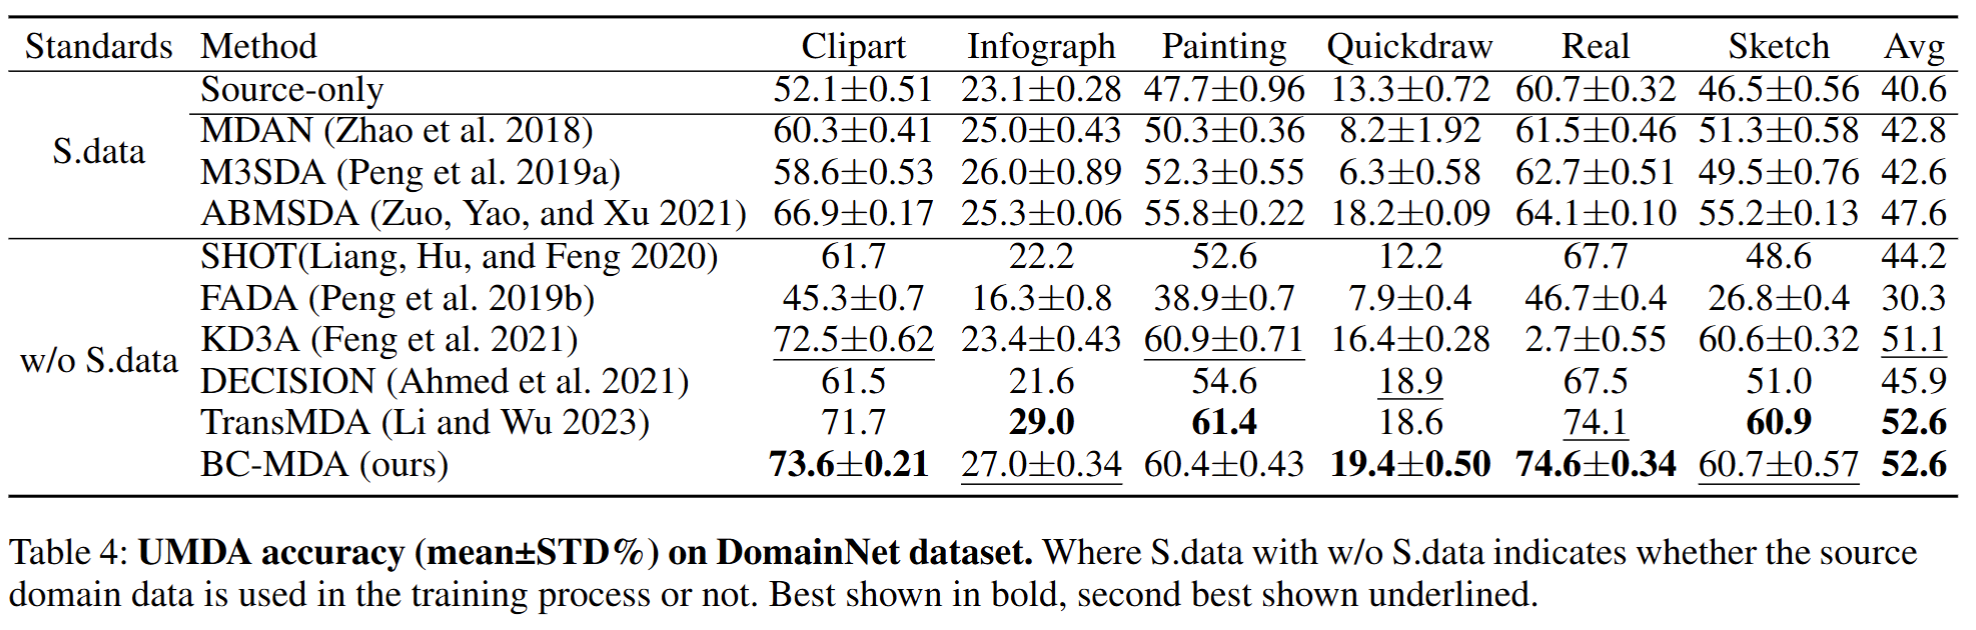 Standards Method Clipart Infograph Painting Quickdraw Real Sketch Avg
Source-only 52.1±0.51 23.1±0.28 47.7±0.96 13.3±0.72 60.7±0.32 46.5±0.56 40.6
MDAN (Zhao et al. 2018) 60.3±0.41 25.0±0.43 50.3±0.36 8.2±1.92 61.5±0.46 51.3±0.58 42.8
S.data
M3SDA (Peng et al. 2019a) 58.6±0.53 26.0±0.89 52.3±0.55 6.3±0.58 62.7±0.51 49.5±0.76 42.6
ABMSDA (Zuo, Yao, and Xu 2021) 66.9±0.17 25.3±0.06 55.8±0.22 18.2±0.09 64.1±0.10 55.2±0.13 47.6
SHOT(Liang, Hu, and Feng 2020) 61.7 22.2 52.6 12.2 67.7 48.6 44.2
FADA (Peng et al. 2019b) 45.3±0.7 16.3±0.8 38.9±0.7 7.9±0.4 46.7±0.4 26.8±0.4 30.3
KD3A (Feng et al. 2021) 72.5±0.62 23.4±0.43 60.9±0.71 16.4±0.28 2.7±0.55 60.6±0.32 51.1
w/o S.data
DECISION (Ahmed et al. 2021) 61.5 21.6 54.6 18.9 67.5 51.0 45.9
TransMDA (Li and Wu 2023) 71.7 29.0 61.4 18.6 74.1 60.9 52.6
BC-MDA (ours) 73.6±0.21 27.0±0.34 60.4±0.43 19.4±0.50 74.6±0.34 60.7±0.57 52.6
Table 4: UMDA accuracy (mean±STD%) on DomainNet dataset. Where S.data with w/o S.data indicates whether the source
domain data is used in the training process or not. Best shown in bold, second best shown underlined.